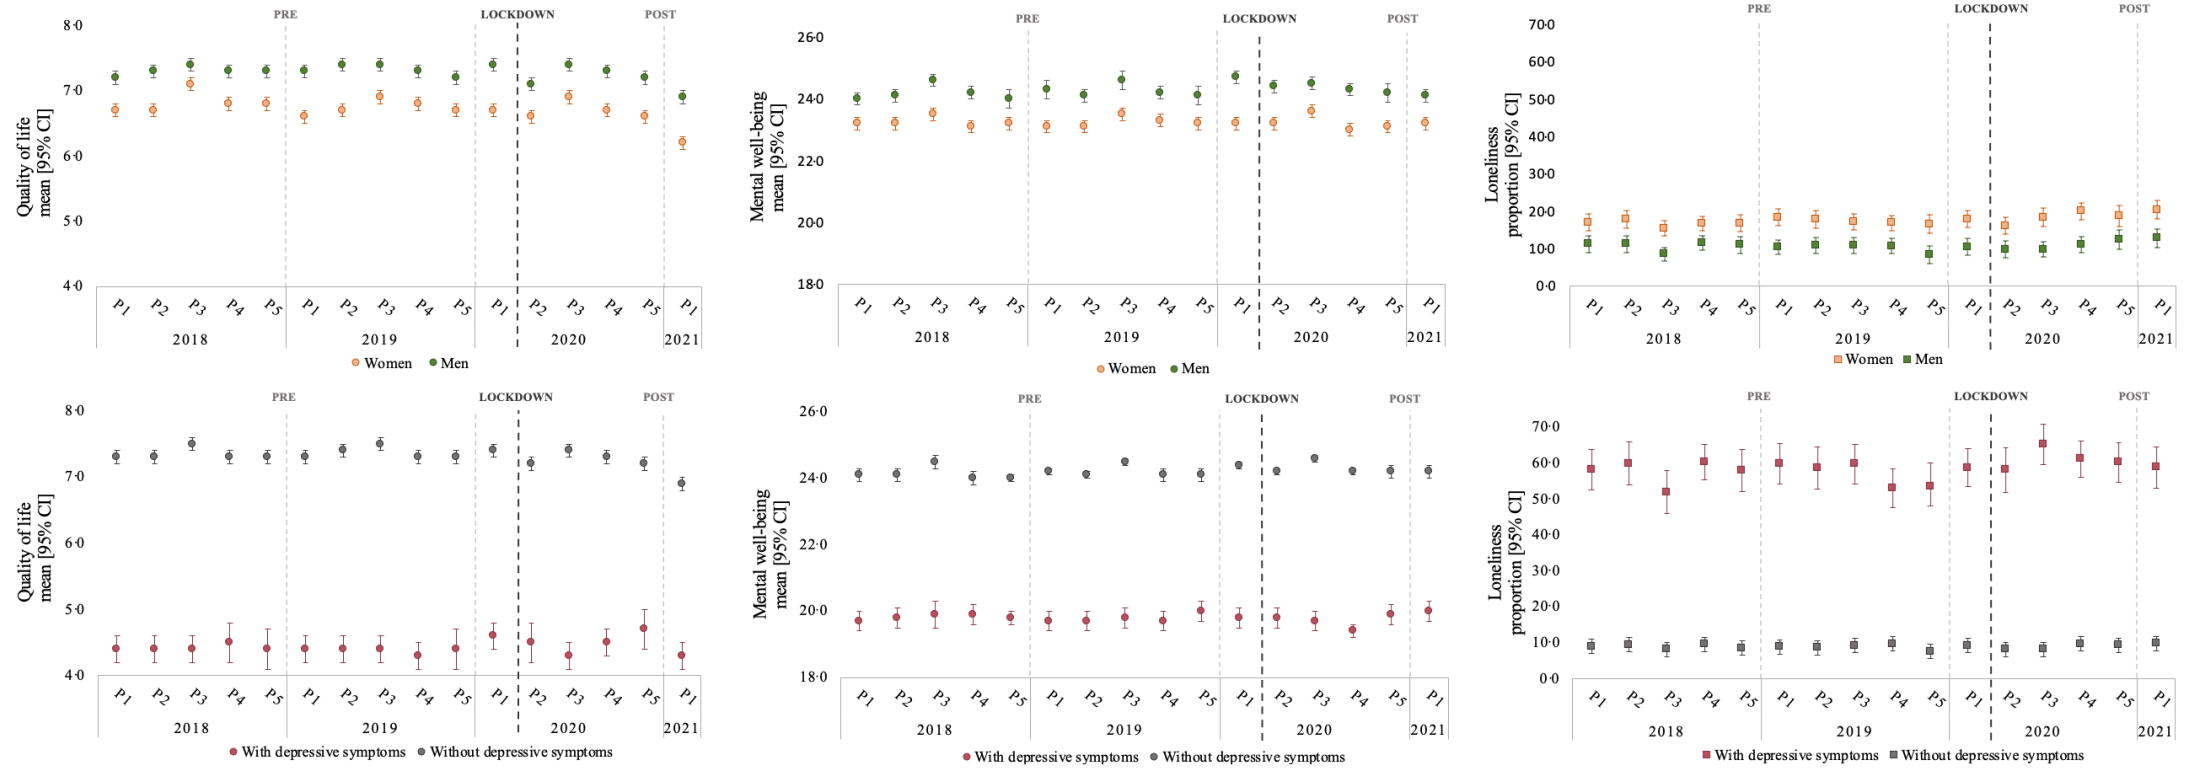 PRE LOCKDOWN POST
Quality of life
mean [95% CI]
8·0
7·0
6·0
5·0
4·0
P1 P2 P3 P4 P5 P1 P2 P3 P4 P5 P1 P2 P3 P4 P5 P1
2018 2019 2020 2021
Women Men
PRE LOCKDOWN POST
Mental well-being
mean [95% CI]
26·0
24·0
22·0
20·0
18·0
P1 P2 P3 P4 P5 P1 P2 P3 P4 P5 P1 P2 P3 P4 P5 P1
2018 2019 2020 2021
Women Men
PRE LOCKDOWN POST
Loneliness
proportion [95% CI]
70·0
60·0
50·0
40·0
30·0
20·0
10·0
0·0
P1 P2 P3 P4 P5 P1 P2 P3 P4 P5 P1 P2 P3 P4 P5 P1
2018 2019 2020 2021
Women Men
PRE LOCKDOWN POST
Quality of life
mean [95% CI]
8·0
7·0
6·0
5·0
4·0
P1 P2 P3 P4 P5 P1 P2 P3 P4 P5 P1 P2 P3 P4 P5 P1
2018 2019 2020 2021
With depressive symptoms Without depressive symptoms
PRE LOCKDOWN POST
Mental well-being
mean [95% CI]
26·0
24·0
22·0
20·0
18·0
P1 P2 P3 P4 P5 P1 P2 P3 P4 P5 P1 P2 P3 P4 P5 P1
2018 2019 2020 2021
With depressive symptoms Without depressive symptoms
PRE LOCKDOWN POST
Loneliness
proportion [95% CI]
70·0
60·0
50·0
40·0
30·0
20·0
10·0
0·0
P1 P2 P3 P4 P5 P1 P2 P3 P4 P5 P1 P2 P3 P4 P5 P1
2018 2019 2020 2021
With depressive symptoms Without depressive symptoms